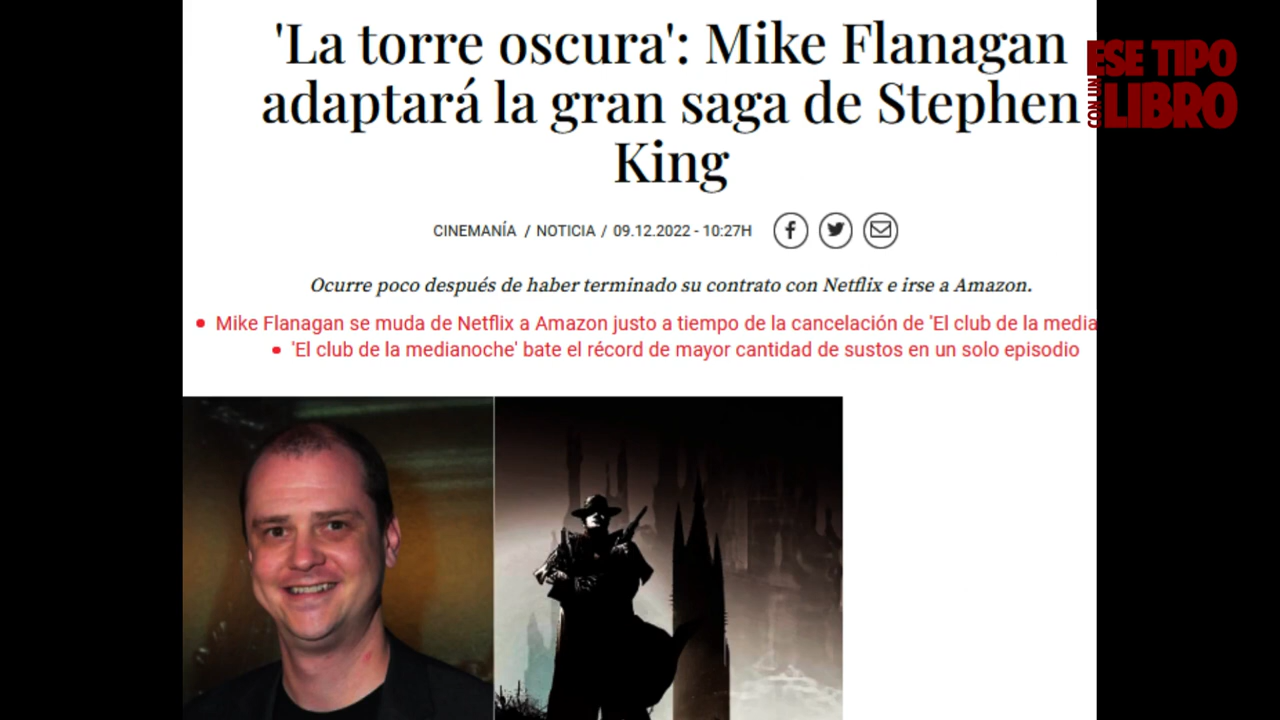 'La torre oscura': Mike Flanagan
adaptará la gran saga de Stephen
King
ESE TIPO
CON UN
LIBRO
CINEMANÍA / NOTICIA / 09.12.2022 - 10:27H
Ocurre poco después de haber terminado su contrato con Netflix e irse a Amazon.
Mike Flanagan se muda de Netflix a Amazon justo a tiempo de la cancelación de 'El club de la media
'El club de la medianoche' bate el récord de mayor cantidad de sustos en un solo episodio